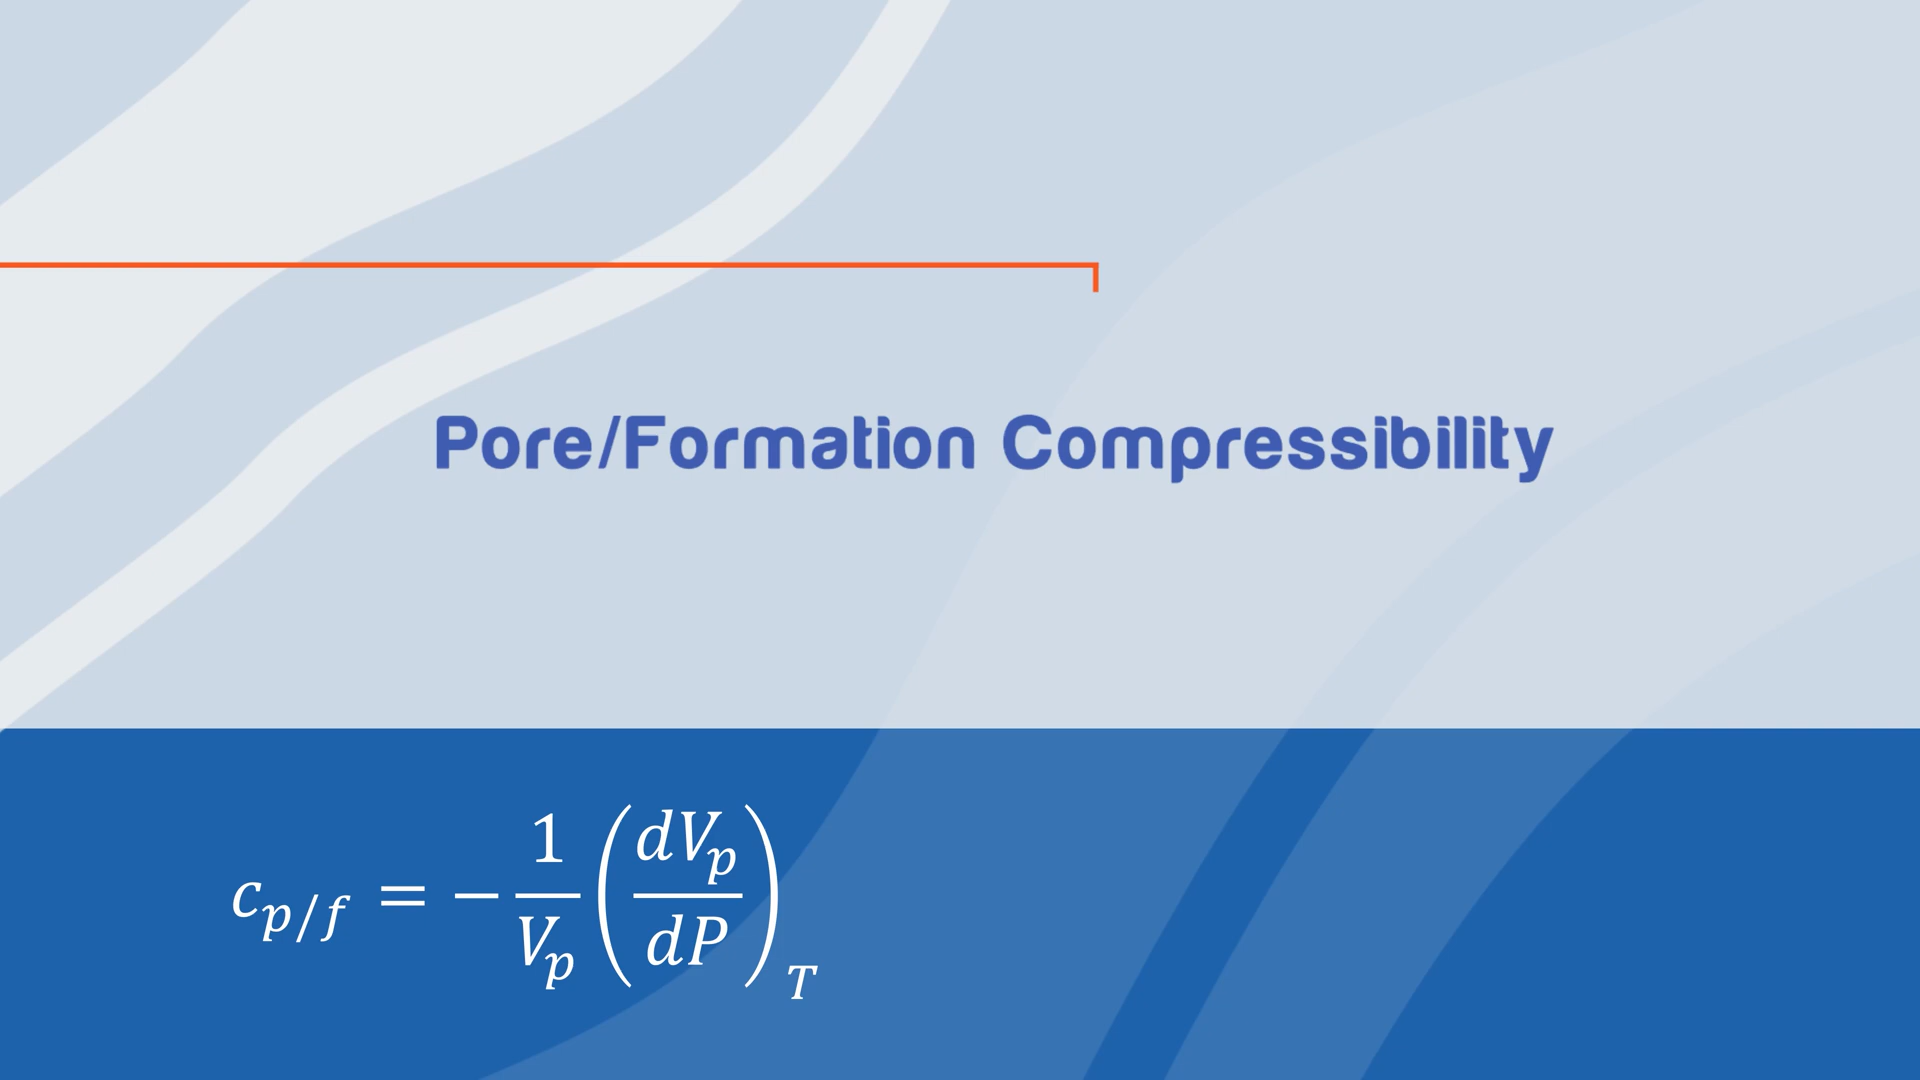 Pore/Formation Compressibility
c_{p/f} = -\frac{1}{V_p}\left(\frac{dV_p}{dP}\right)_T